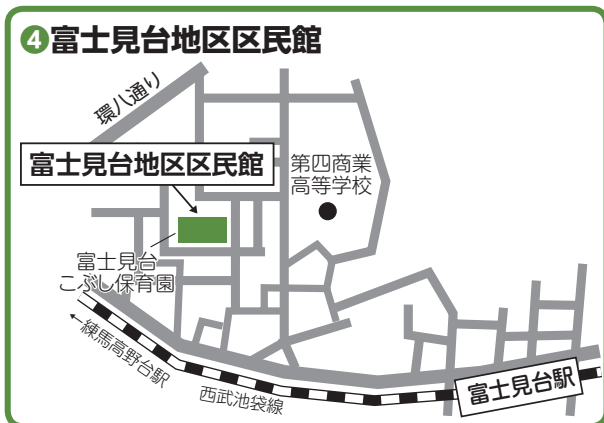 ④富士見台地区区民館
環八通り
富士見台地区区民館
第四商業
高等学校
富士見台
こぶし保育園
←練馬高野台駅
西武池袋線
富士見台駅